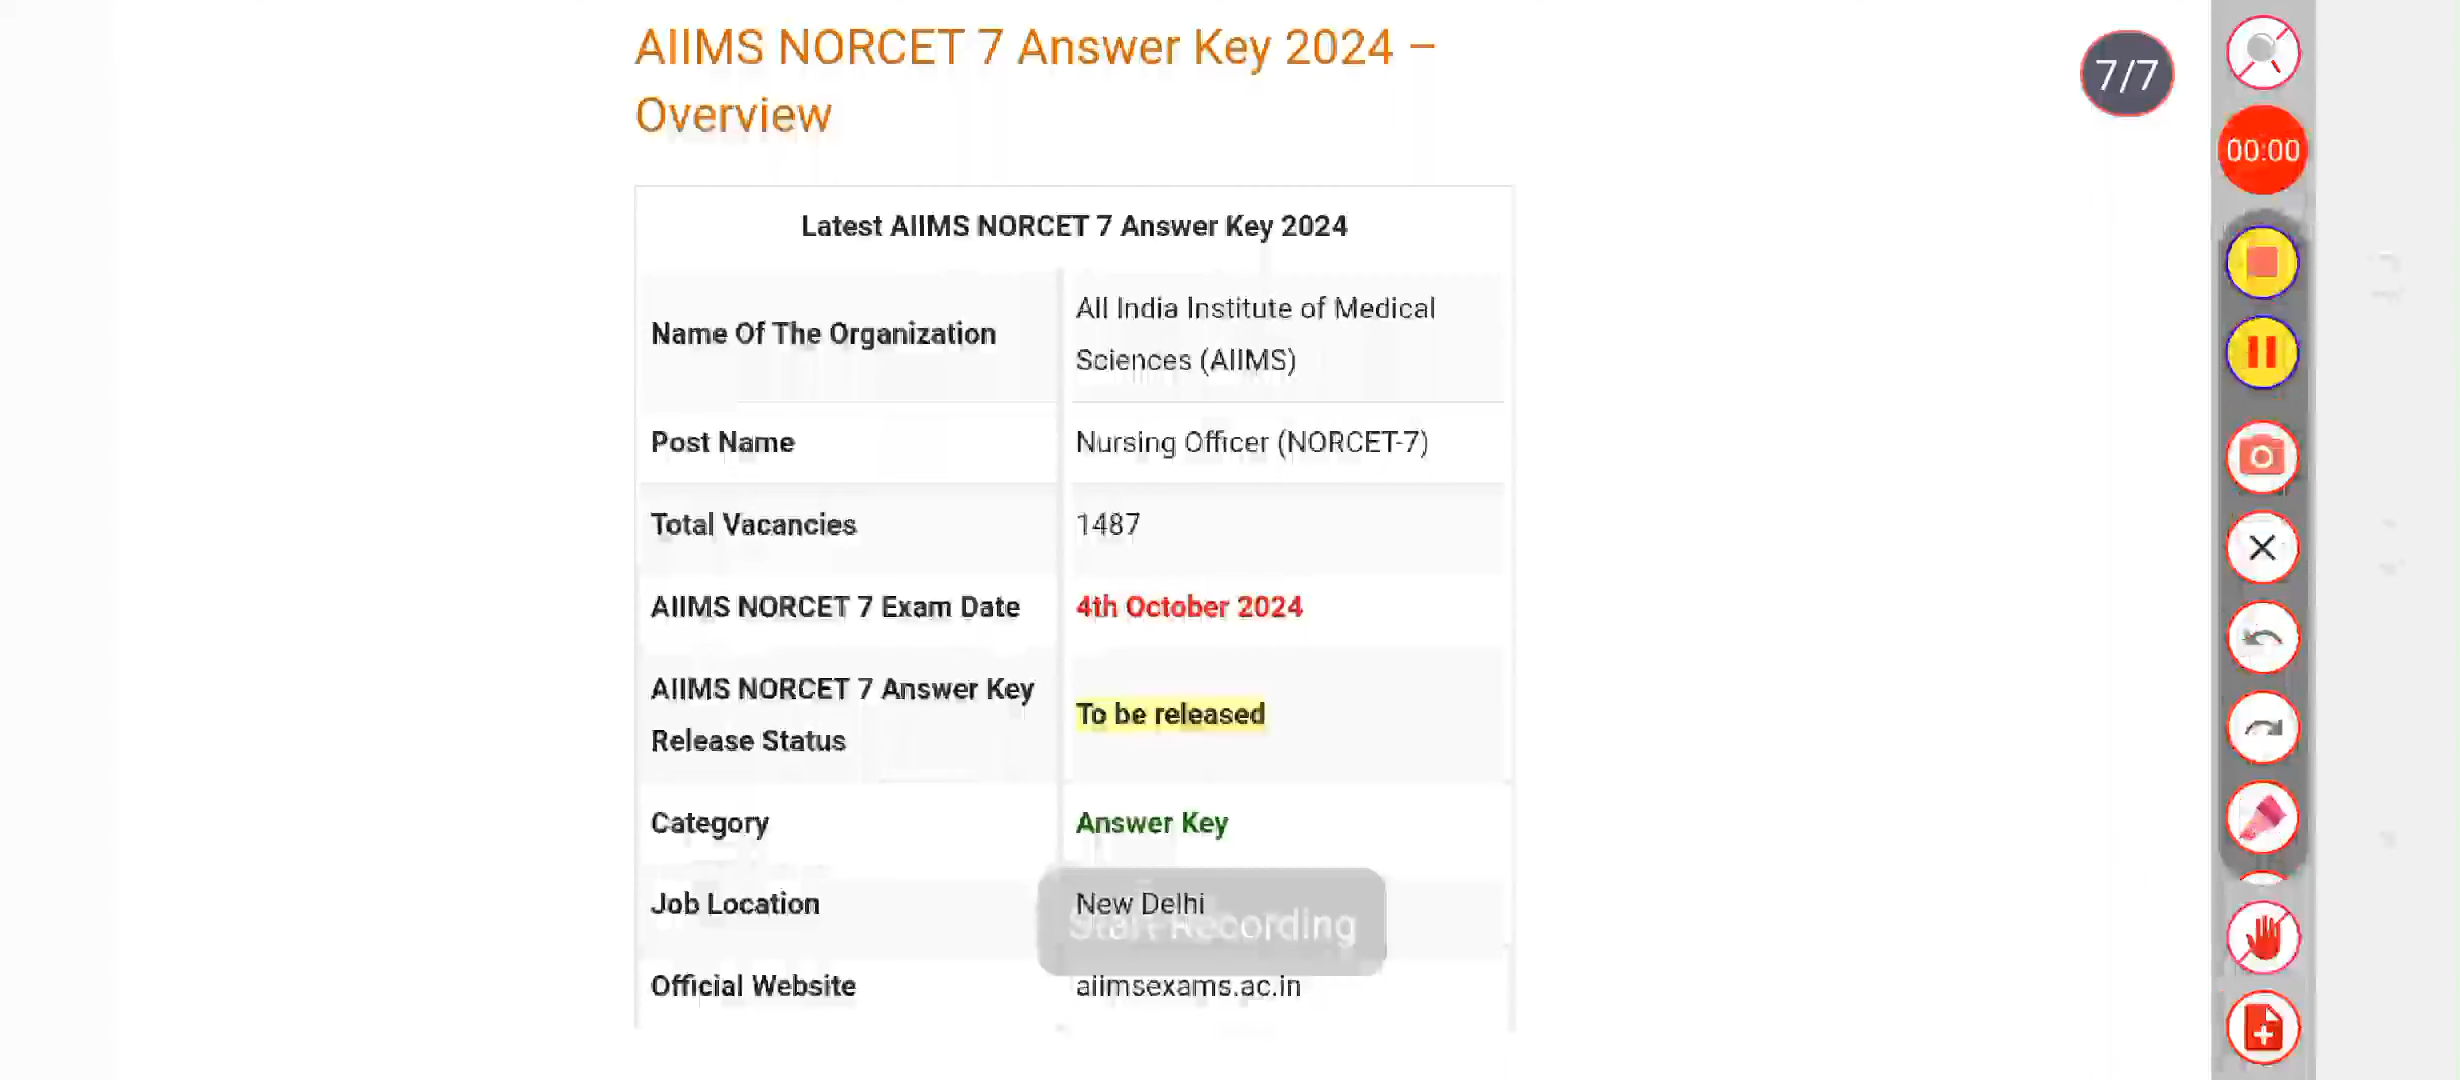 AIIMS NORCET 7 Answer Key 2024 –
Overview
7/7
00:00
Latest AIIMS NORCET 7 Answer Key 2024
Name Of The Organization
All India Institute of Medical
Sciences (AIIMS)
Post Name
Nursing Officer (NORCET-7)
Total Vacancies
1487
AIIMS NORCET 7 Exam Date
4th October 2024
AIIMS NORCET 7 Answer Key
Release Status
To be released
Category
Answer Key
Job Location
New Delhi
Start Recording
Official Website
aiimsexams.ac.in